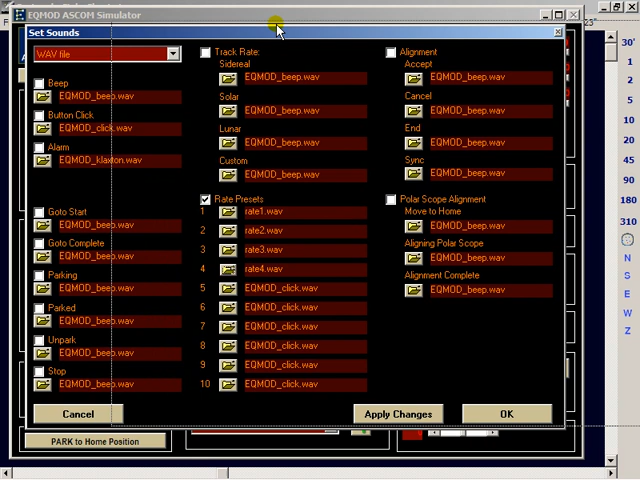 EQMOD ASCOM Simulator
Set Sounds
WAV file
Beep
EQMOD_beep.wav
Button Click
EQMOD_click.wav
Alarm
EQMOD_klaxton.wav
Goto Start
EQMOD_beep.wav
Goto Complete
EQMOD_beep.wav
Parking
EQMOD_beep.wav
Parked
EQMOD_beep.wav
Unpark
EQMOD_beep.wav
Stop
EQMOD_beep.wav
Track Rate:
Sidereal
EQMOD_beep.wav
Solar
EQMOD_beep.wav
Lunar
EQMOD_beep.wav
Custom
EQMOD_beep.wav
Rate Presets
1 rate1.wav
2 rate2.wav
3 rate3.wav
4 rate4.wav
5 EQMOD_click.wav
6 EQMOD_click.wav
7 EQMOD_click.wav
8 EQMOD_click.wav
9 EQMOD_click.wav
10 EQMOD_click.wav
Alignment
Accept
EQMOD_beep.wav
Cancel
EQMOD_beep.wav
End
EQMOD_beep.wav
Sync
EQMOD_beep.wav
Polar Scope Alignment
Move to Home
EQMOD_beep.wav
Aligning Polar Scope
EQMOD_beep.wav
Alignment Complete
EQMOD_beep.wav
Cancel
Apply Changes
OK
PARK to Home Position
30'
1
2
5
10
20
45
90
180
310
N
S
E
W
Z